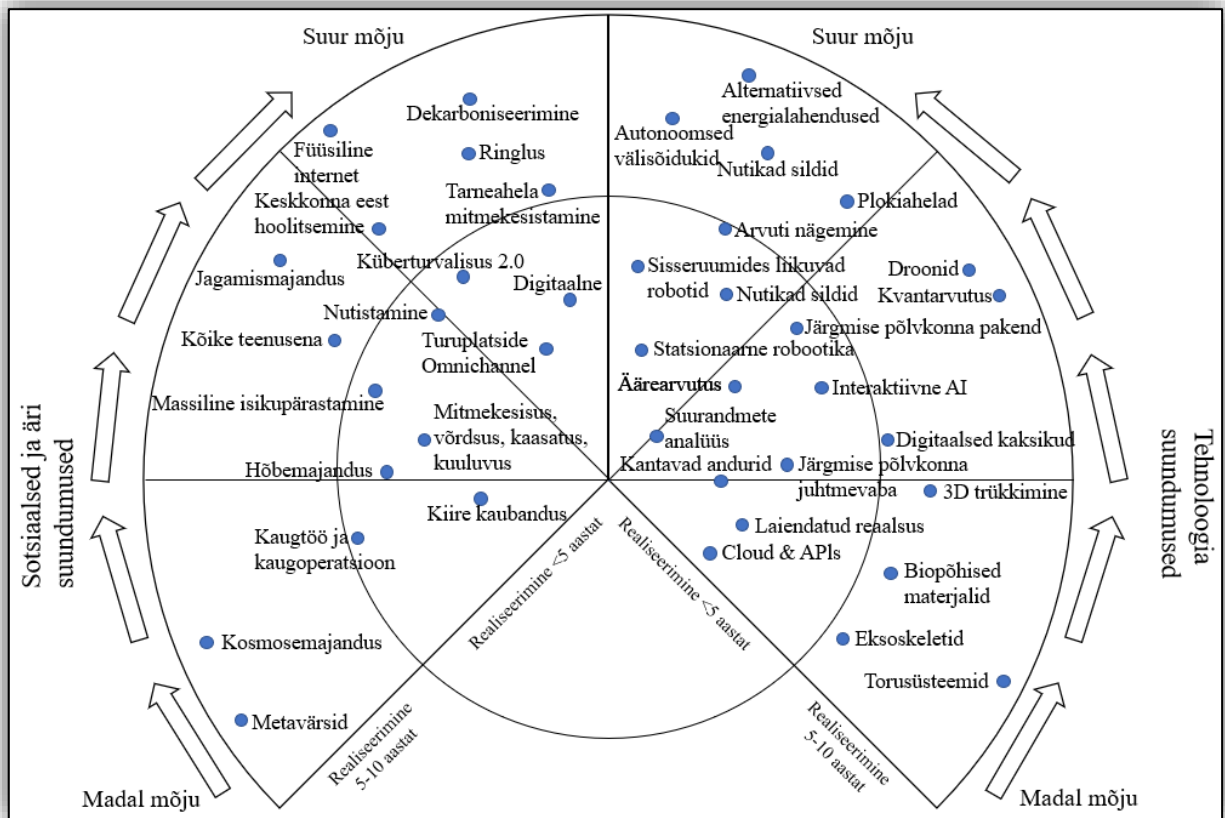 Suur mõju
Suur mõju
Dekarboniseerimine
Füüsiline
internet
Ringlus
Keskkonna eest
hoolitsemine
Tarneahela
mitmekesistamine
Jagamismajandus
Küberturvalisus 2.0
Digitaalne
Nutistamine
Kõike teenusena
Turuplatside
Omnichannel
Massiline isikupärastamine
Mitmekesisus,
võrdsus, kaasatus,
kuuluvus
Hõbemajandus
Kiire kaubandus
Kaugtöö ja
kaugoperatsioon
Kosmosemajandus
Metavärsid
Sotsiaalsed ja äri
suundumused
Madal mõju
Realiseerimine <5 aastat
Realiseerimine
5-10 aastat
Alternatiivsed
energialahendused
Autonoomsed
välisõidukid
Nutikad sildid
Plokiahelad
Arvuti nägemine
Sisseruumides liikuvad
robotid
Nutikad sildid
Droonid
Kvantarvutus
Järgmise põlvkonna pakend
Statsionaarne robootika
Äärearvutus
Interaktiivne AI
Suurandmete
analüüs
Digitaalsed kaksikud
Kantavad andurid
Järgmise põlvkonna
juhtmevaba
3D trükkimine
Laiendatud reaalsus
Cloud & APIs
Biopõhised
materjalid
Eksoskeletid
Torusüsteemid
Realiseerimine <5 aastat
Realiseerimine
5-10 aastat
Tehnoloogia
suundumused
Madal mõju